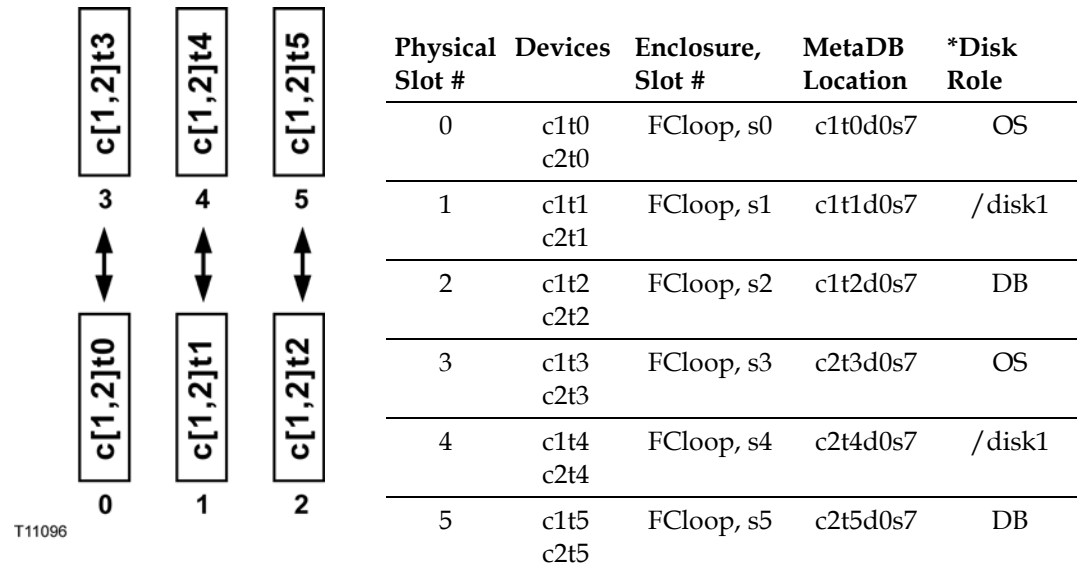 c[1,2]t3
c[1,2]t4
c[1,2]t5
3 4 5
c[1,2]t0
c[1,2]t1
c[1,2]t2
0 1 2
T11096
Physical Devices Enclosure, MetaDB *Disk
Slot # Slot # Location Role
0 c1t0 FCloop, s0 c1t0d0s7 OS
c2t0
1 c1t1 FCloop, s1 c1t1d0s7 /disk1
c2t1
2 c1t2 FCloop, s2 c1t2d0s7 DB
c2t2
3 c1t3 FCloop, s3 c2t3d0s7 OS
c2t3
4 c1t4 FCloop, s4 c2t4d0s7 /disk1
c2t4
5 c1t5 FCloop, s5 c2t5d0s7 DB
c2t5